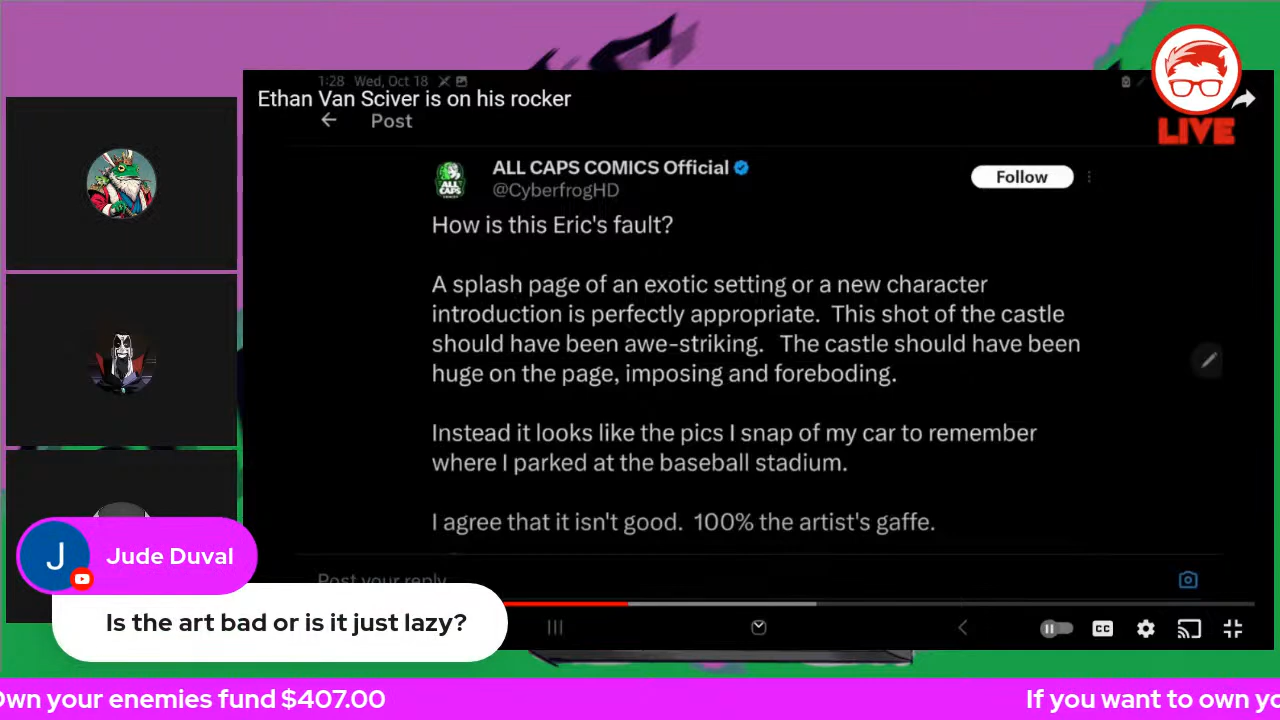 1:28 Wed, Oct 18
Ethan Van Sciver is on his rocker
Post
LIVE
ALL CAPS COMICS Official
@CyberfrogHD
Follow
ALL CAPS
How is this Eric's fault?
A splash page of an exotic setting or a new character
introduction is perfectly appropriate. This shot of the castle
should have been awe-striking. The castle should have been
huge on the page, imposing and foreboding.
Instead it looks like the pics I snap of my car to remember
where I parked at the baseball stadium.
I agree that it isn't good. 100% the artist's gaffe.
Post your reply
J
Jude Duval
Is the art bad or is it just lazy?
CC
Own your enemies fund $407.00
If you want to own yo